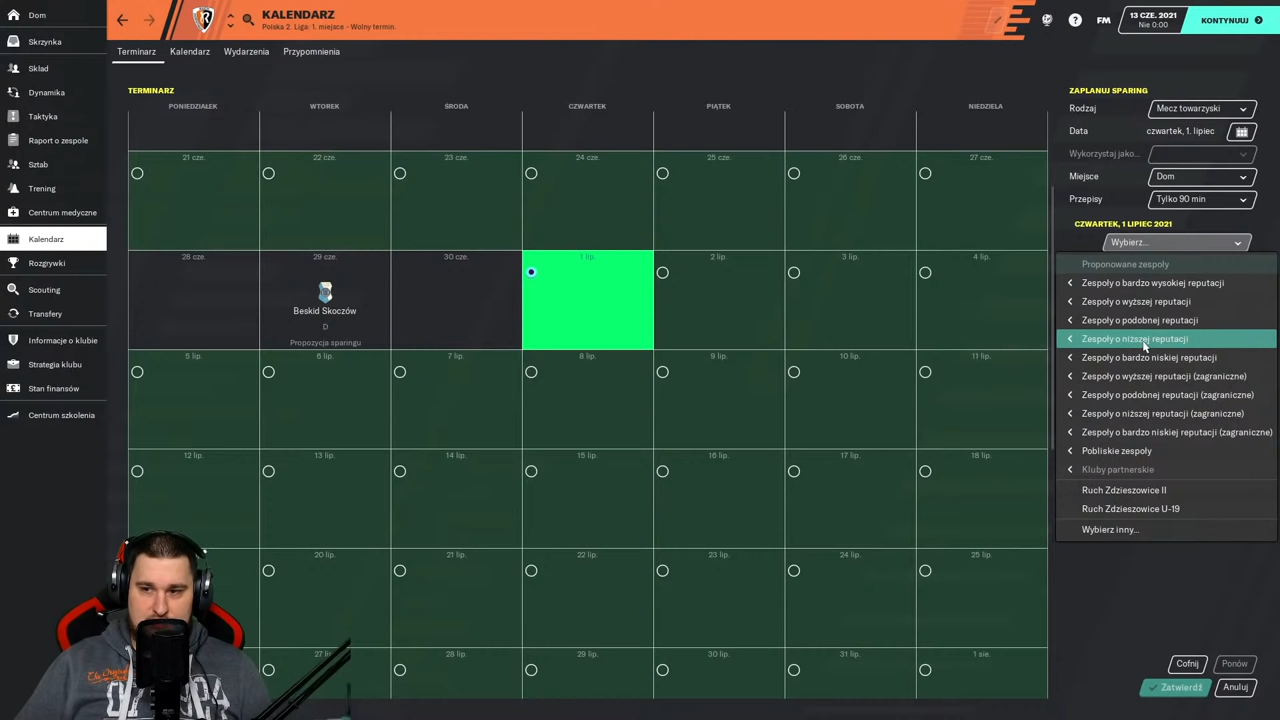 Dom
Skrzynka
Skład
Dynamika
Taktyka
Raport o zespole
Sztab
Trening
Centrum medyczne
Kalendarz
Rozgrywki
Scouting
Transfery
Informacje o klubie
Strategia klubu
Stan finansów
Centrum szkolenia
KALENDARZ
Polska 2. Liga: 1. miejsce - Wolny termin.
FM
13 CZE. 2021
Nie 0:00
KONTYNUUJ
Terminarz Kalendarz Wydarzenia Przypomnienia
TERMINARZ
PONIEDZIAŁEK WTOREK ŚRODA CZWARTEK PIĄTEK SOBOTA NIEDZIELA
21 cze. 22 cze. 23 cze. 24 cze. 25 cze. 26 cze. 27 cze.
28 cze. 29 cze. 30 cze. 1 lip. 2 lip. 3 lip. 4 lip.
Beskid Skoczów
D
Propozycja sparingu
5 lip. 6 lip. 7 lip. 8 lip. 9 lip. 10 lip. 11 lip.
12 lip. 13 lip. 14 lip. 15 lip. 16 lip. 17 lip. 18 lip.
20 lip. 21 lip. 22 lip. 23 lip. 24 lip. 25 lip.
27 lip. 28 lip. 29 lip. 30 lip. 31 lip. 1 sie.
ZAPLANUJ SPARING
Rodzaj Mecz towarzyski
Data czwartek, 1. lipiec
Wykorzystaj jako...
Miejsce Dom
Przepisy Tylko 90 min
CZWARTEK, 1 LIPIEC 2021
Wybierz...
Proponowane zespoły
Zespoły o bardzo wysokiej reputacji
Zespoły o wyższej reputacji
Zespoły o podobnej reputacji
Zespoły o niższej reputacji
Zespoły o bardzo niskiej reputacji
Zespoły o wyższej reputacji (zagraniczne)
Zespoły o podobnej reputacji (zagraniczne)
Zespoły o niższej reputacji (zagraniczne)
Zespoły o bardzo niskiej reputacji (zagraniczne)
Pobliskie zespoły
Kluby partnerskie
Ruch Zdzieszowice II
Ruch Zdzieszowice U-19
Wybierz inny...
Cofnij Ponów
Zatwierdź Anuluj